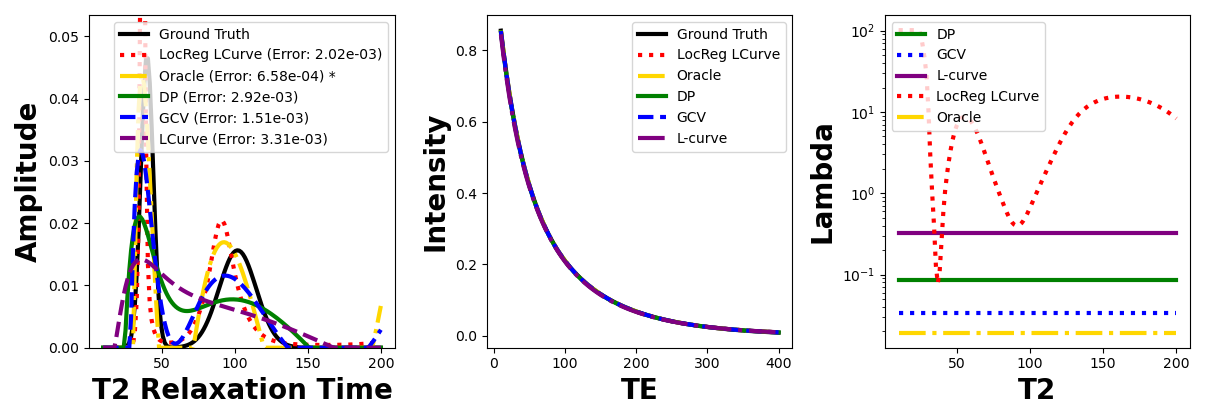 Amplitude
0.05
0.04
0.03
0.02
0.01
0.00
Ground Truth
LocReg LCurve (Error: 2.02e-03)
Oracle (Error: 6.58e-04) *
DP (Error: 2.92e-03)
GCV (Error: 1.51e-03)
LCurve (Error: 3.31e-03)
50 100 150 200
T2 Relaxation Time
Intensity
0.8
0.6
0.4
0.2
0.0
Ground Truth
LocReg LCurve
Oracle
DP
GCV
L-curve
0 100 200 300 400
TE
Lambda
10²
10¹
10⁰
10⁻¹
DP
GCV
L-curve
LocReg LCurve
Oracle
50 100 150 200
T2